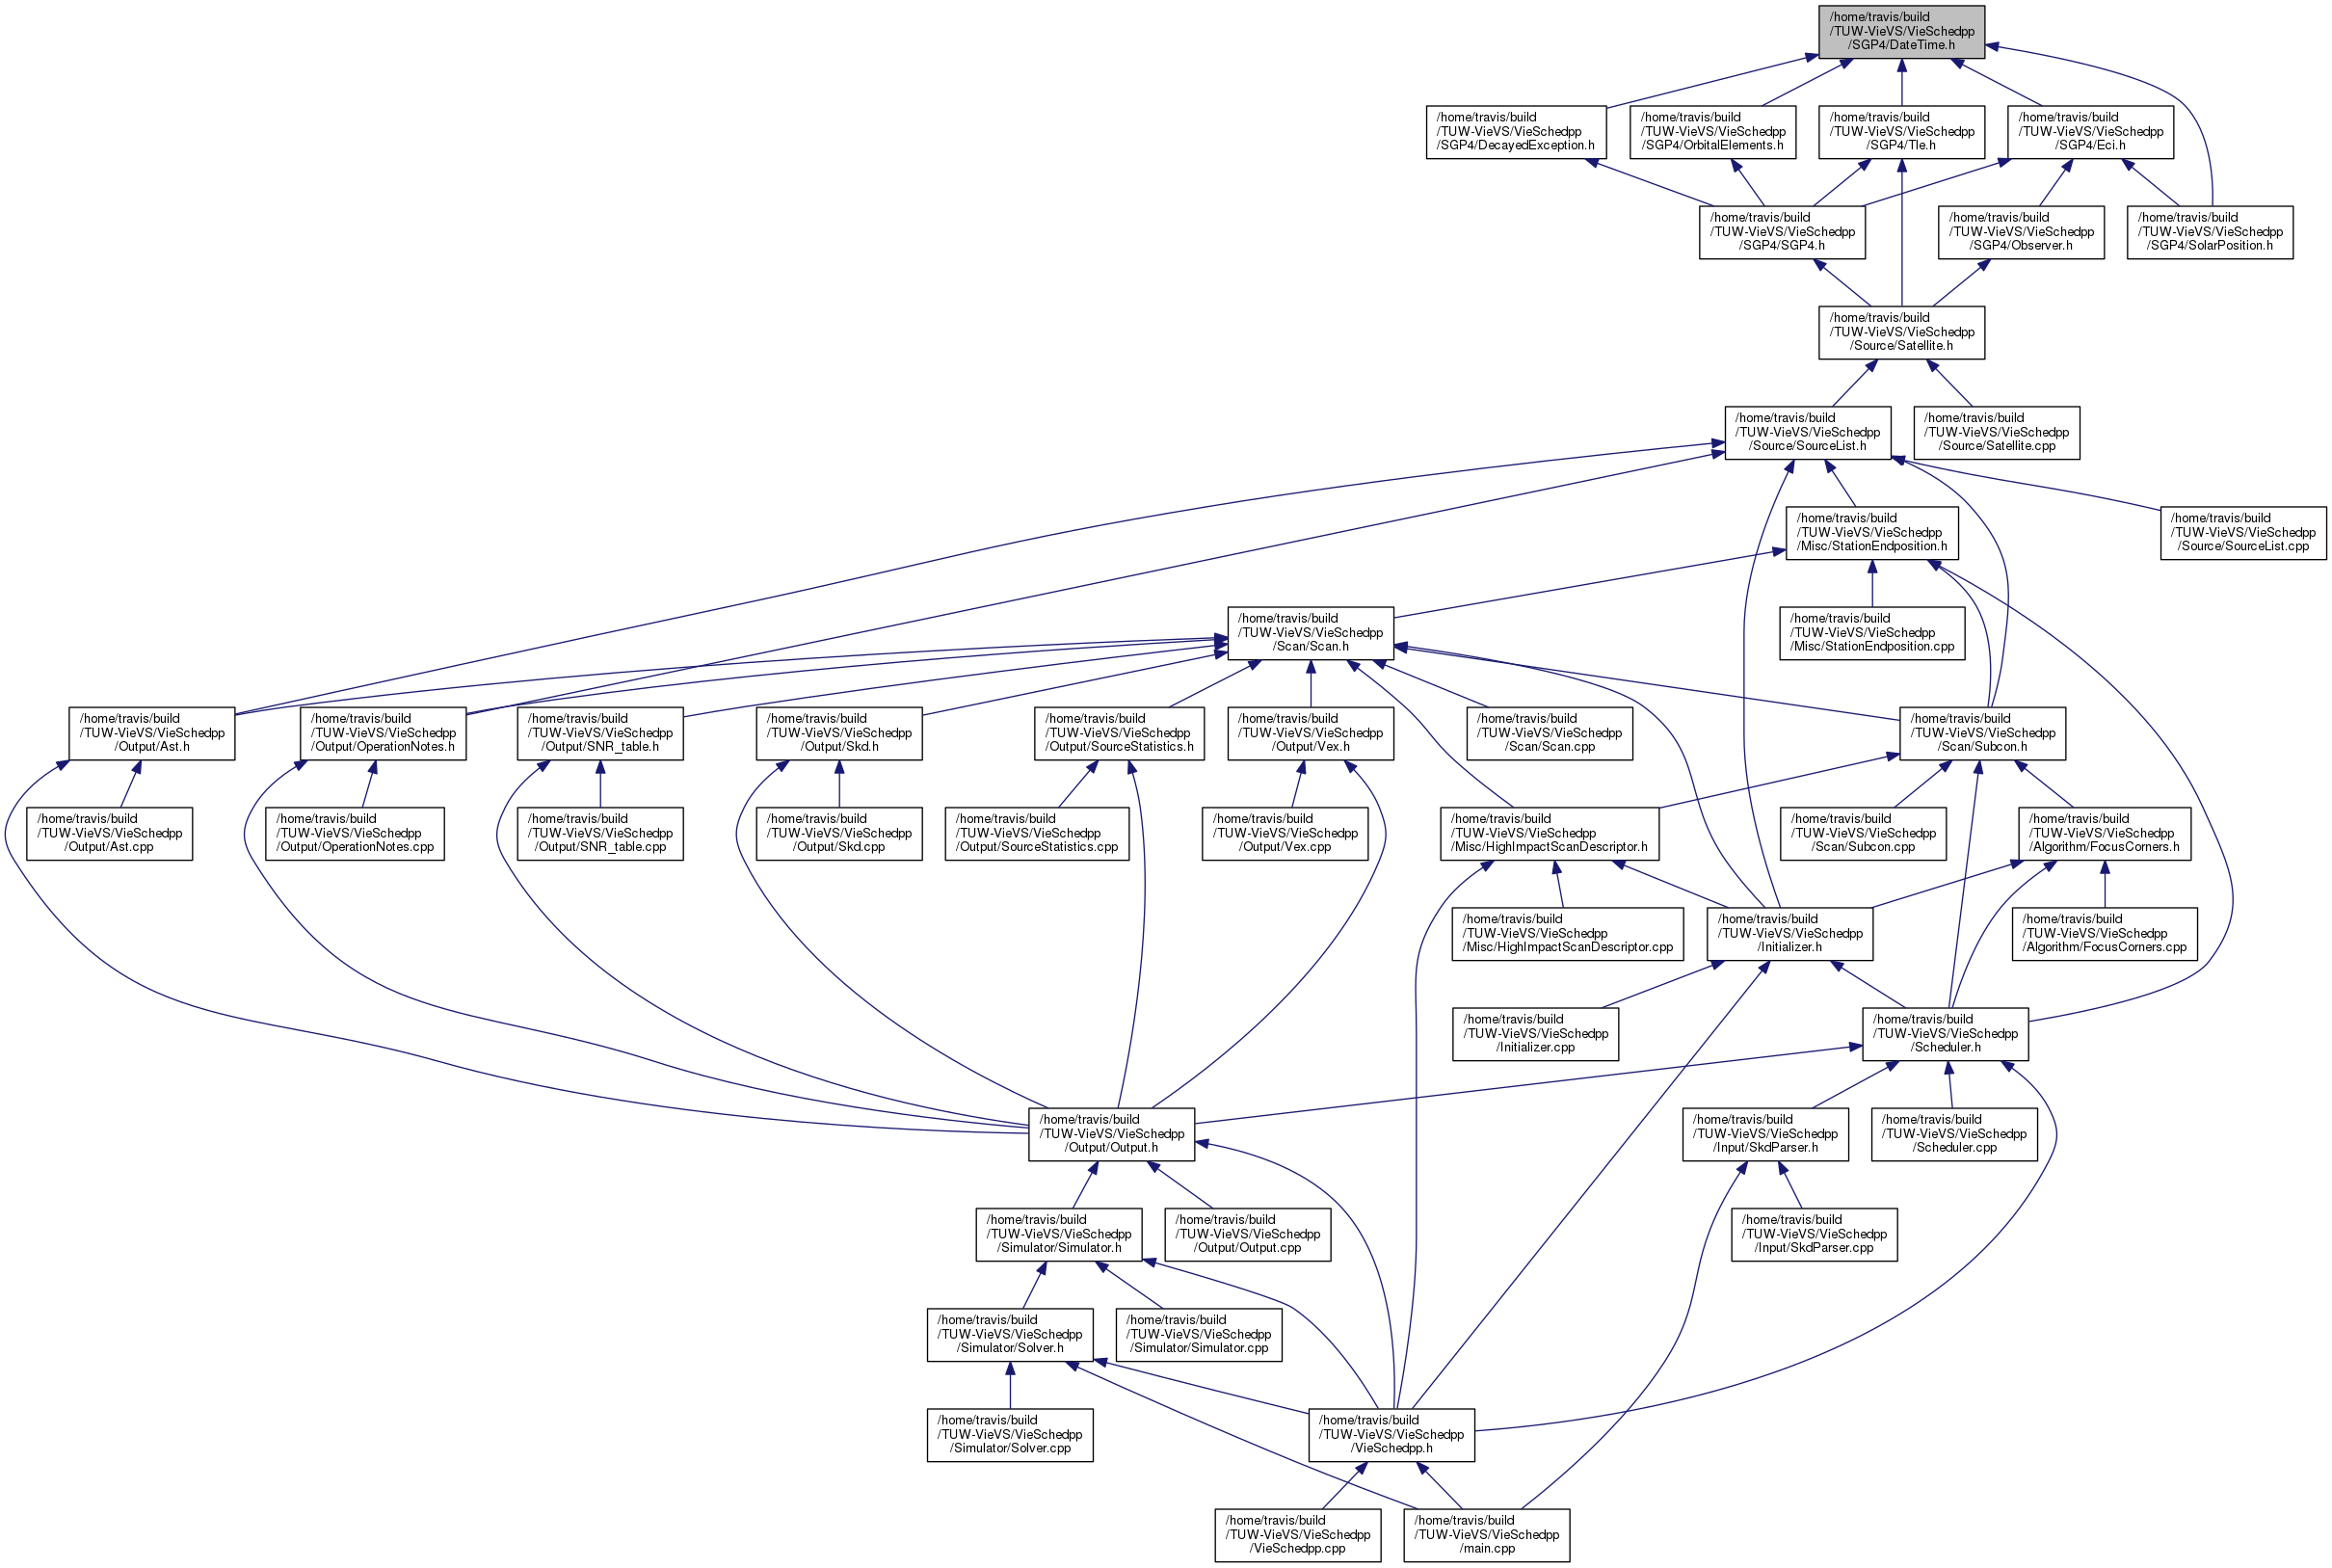 /home/travis/build
/TUW-VieVS/VieSchedpp
/SGP4/DateTime.h
/home/travis/build
/TUW-VieVS/VieSchedpp
/SGP4/DecayedException.h
/home/travis/build
/TUW-VieVS/VieSchedpp
/SGP4/OrbitalElements.h
/home/travis/build
/TUW-VieVS/VieSchedpp
/SGP4/Tle.h
/home/travis/build
/TUW-VieVS/VieSchedpp
/SGP4/Eci.h
/home/travis/build
/TUW-VieVS/VieSchedpp
/SGP4/SGP4.h
/home/travis/build
/TUW-VieVS/VieSchedpp
/SGP4/Observer.h
/home/travis/build
/TUW-VieVS/VieSchedpp
/SGP4/SolarPosition.h
/home/travis/build
/TUW-VieVS/VieSchedpp
/Source/Satellite.h
/home/travis/build
/TUW-VieVS/VieSchedpp
/Source/SourceList.h
/home/travis/build
/TUW-VieVS/VieSchedpp
/Source/Satellite.cpp
/home/travis/build
/TUW-VieVS/VieSchedpp
/Misc/StationEndposition.h
/home/travis/build
/TUW-VieVS/VieSchedpp
/Source/SourceList.cpp
/home/travis/build
/TUW-VieVS/VieSchedpp
/Scan/Scan.h
/home/travis/build
/TUW-VieVS/VieSchedpp
/Misc/StationEndposition.cpp
/home/travis/build
/TUW-VieVS/VieSchedpp
/Output/Ast.h
/home/travis/build
/TUW-VieVS/VieSchedpp
/Output/OperationNotes.h
/home/travis/build
/TUW-VieVS/VieSchedpp
/Output/SNR_table.h
/home/travis/build
/TUW-VieVS/VieSchedpp
/Output/Skd.h
/home/travis/build
/TUW-VieVS/VieSchedpp
/Output/SourceStatistics.h
/home/travis/build
/TUW-VieVS/VieSchedpp
/Output/Vex.h
/home/travis/build
/TUW-VieVS/VieSchedpp
/Scan/Scan.cpp
/home/travis/build
/TUW-VieVS/VieSchedpp
/Scan/Subcon.h
/home/travis/build
/TUW-VieVS/VieSchedpp
/Output/Ast.cpp
/home/travis/build
/TUW-VieVS/VieSchedpp
/Output/OperationNotes.cpp
/home/travis/build
/TUW-VieVS/VieSchedpp
/Output/SNR_table.cpp
/home/travis/build
/TUW-VieVS/VieSchedpp
/Output/Skd.cpp
/home/travis/build
/TUW-VieVS/VieSchedpp
/Output/SourceStatistics.cpp
/home/travis/build
/TUW-VieVS/VieSchedpp
/Output/Vex.cpp
/home/travis/build
/TUW-VieVS/VieSchedpp
/Misc/HighImpactScanDescriptor.h
/home/travis/build
/TUW-VieVS/VieSchedpp
/Scan/Subcon.cpp
/home/travis/build
/TUW-VieVS/VieSchedpp
/Algorithm/FocusCorners.h
/home/travis/build
/TUW-VieVS/VieSchedpp
/Misc/HighImpactScanDescriptor.cpp
/home/travis/build
/TUW-VieVS/VieSchedpp
/Initializer.h
/home/travis/build
/TUW-VieVS/VieSchedpp
/Algorithm/FocusCorners.cpp
/home/travis/build
/TUW-VieVS/VieSchedpp
/Initializer.cpp
/home/travis/build
/TUW-VieVS/VieSchedpp
/Scheduler.h
/home/travis/build
/TUW-VieVS/VieSchedpp
/Output/Output.h
/home/travis/build
/TUW-VieVS/VieSchedpp
/Input/SkdParser.h
/home/travis/build
/TUW-VieVS/VieSchedpp
/Scheduler.cpp
/home/travis/build
/TUW-VieVS/VieSchedpp
/Simulator/Simulator.h
/home/travis/build
/TUW-VieVS/VieSchedpp
/Output/Output.cpp
/home/travis/build
/TUW-VieVS/VieSchedpp
/Input/SkdParser.cpp
/home/travis/build
/TUW-VieVS/VieSchedpp
/Simulator/Solver.h
/home/travis/build
/TUW-VieVS/VieSchedpp
/Simulator/Simulator.cpp
/home/travis/build
/TUW-VieVS/VieSchedpp
/Simulator/Solver.cpp
/home/travis/build
/TUW-VieVS/VieSchedpp
/VieSchedpp.h
/home/travis/build
/TUW-VieVS/VieSchedpp
/VieSchedpp.cpp
/home/travis/build
/TUW-VieVS/VieSchedpp
/main.cpp